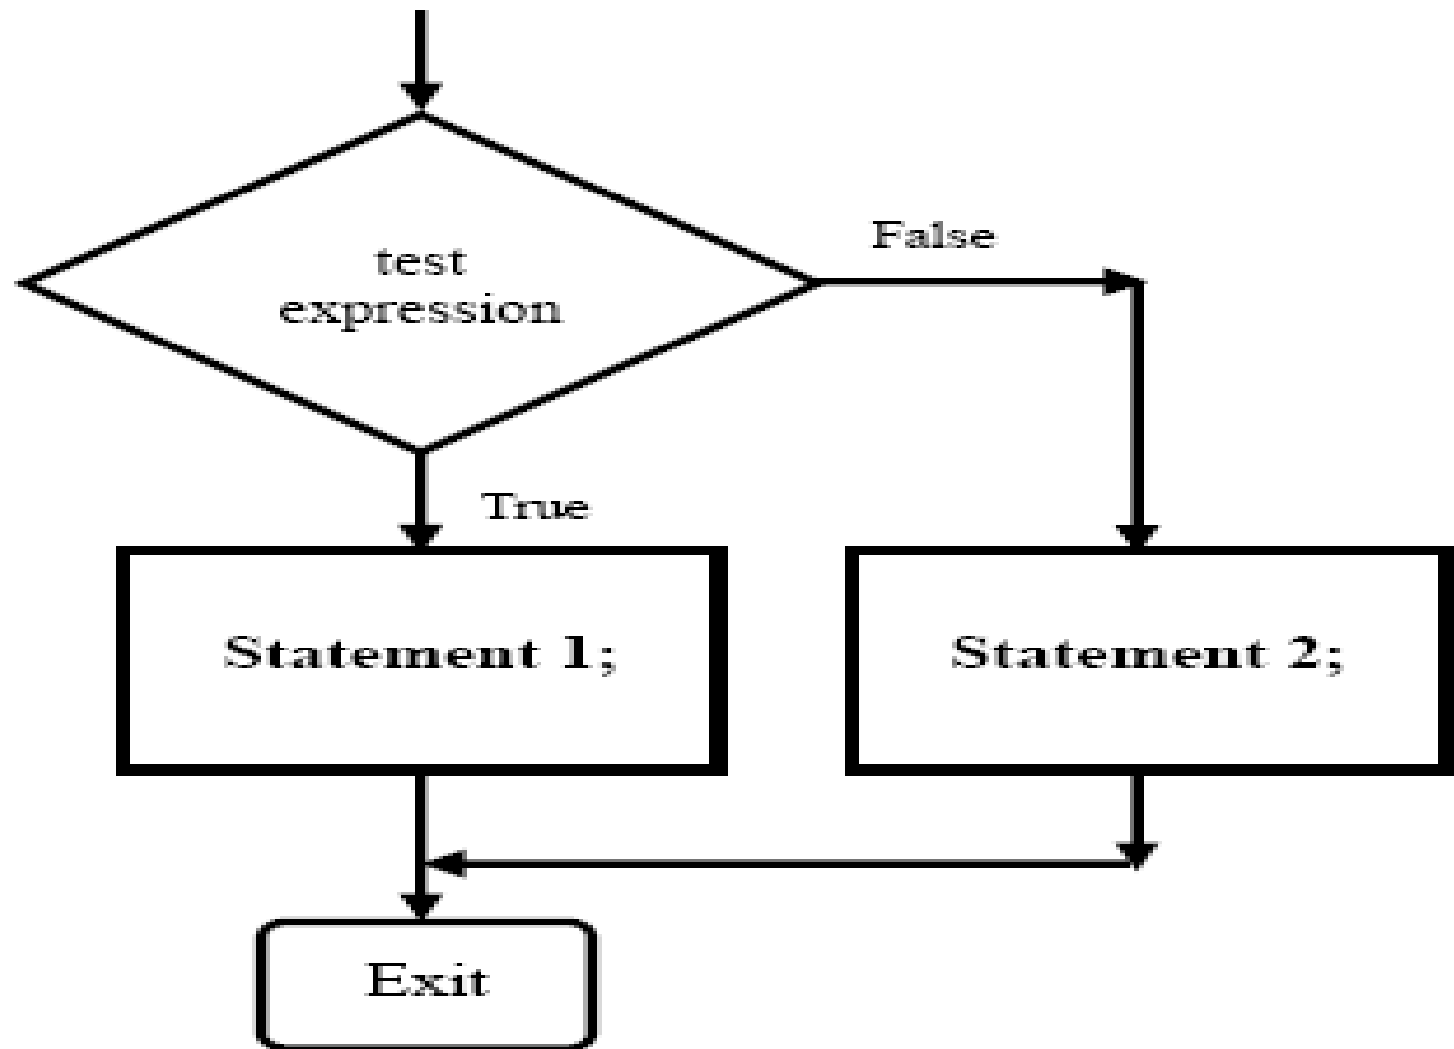 False
test
expression
True
Statement 1;
Statement 2;
Exit